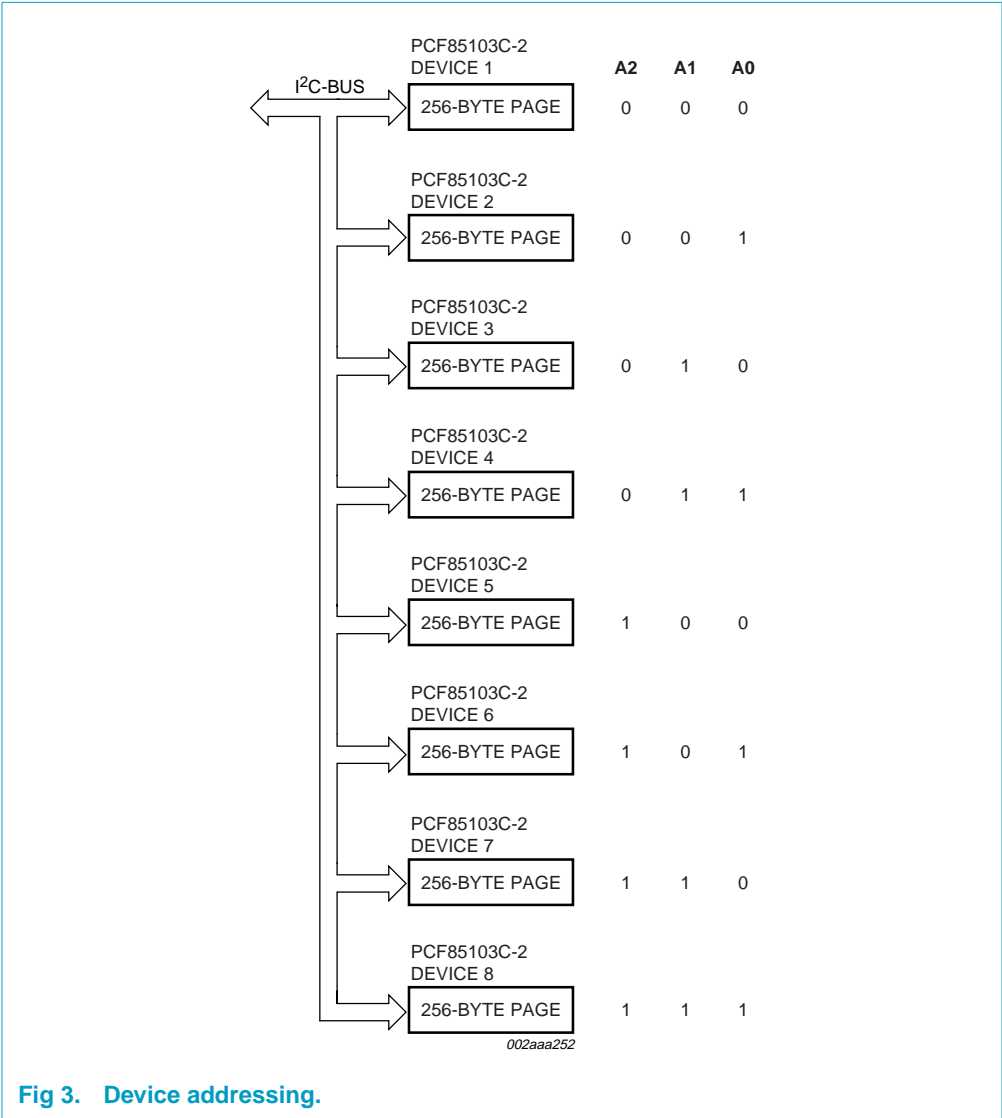 PCF85103C-2
DEVICE 1 A2 A1 A0
I²C-BUS
256-BYTE PAGE 0 0 0
PCF85103C-2
DEVICE 2
256-BYTE PAGE 0 0 1
PCF85103C-2
DEVICE 3
256-BYTE PAGE 0 1 0
PCF85103C-2
DEVICE 4
256-BYTE PAGE 0 1 1
PCF85103C-2
DEVICE 5
256-BYTE PAGE 1 0 0
PCF85103C-2
DEVICE 6
256-BYTE PAGE 1 0 1
PCF85103C-2
DEVICE 7
256-BYTE PAGE 1 1 0
PCF85103C-2
DEVICE 8
256-BYTE PAGE 1 1 1
002aaa252
Fig 3. Device addressing.